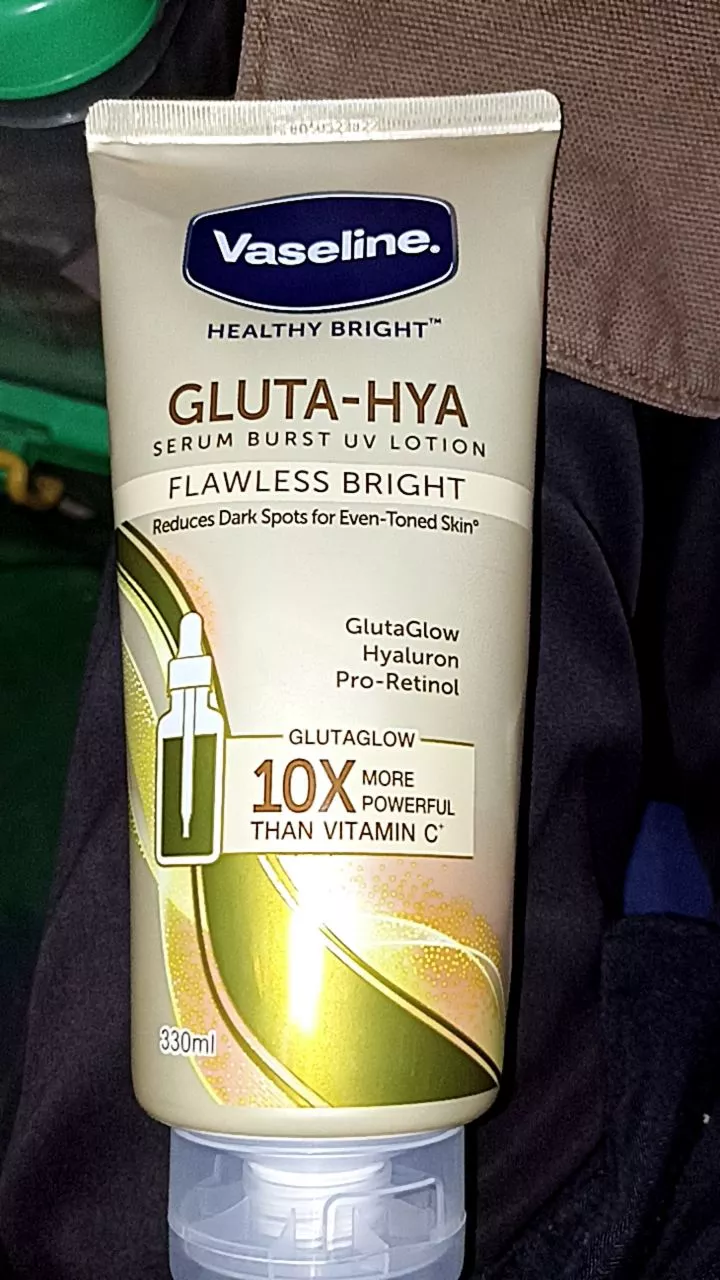 Vaseline.
HEALTHY BRIGHT™
GLUTA-HYA
SERUM BURST UV LOTION
FLAWLESS BRIGHT
Reduces Dark Spots for Even-Toned Skin°
GlutaGlow
Hyaluron
Pro-Retinol
GLUTAGLOW
10X MORE POWERFUL
THAN VITAMIN C⁺
330ml